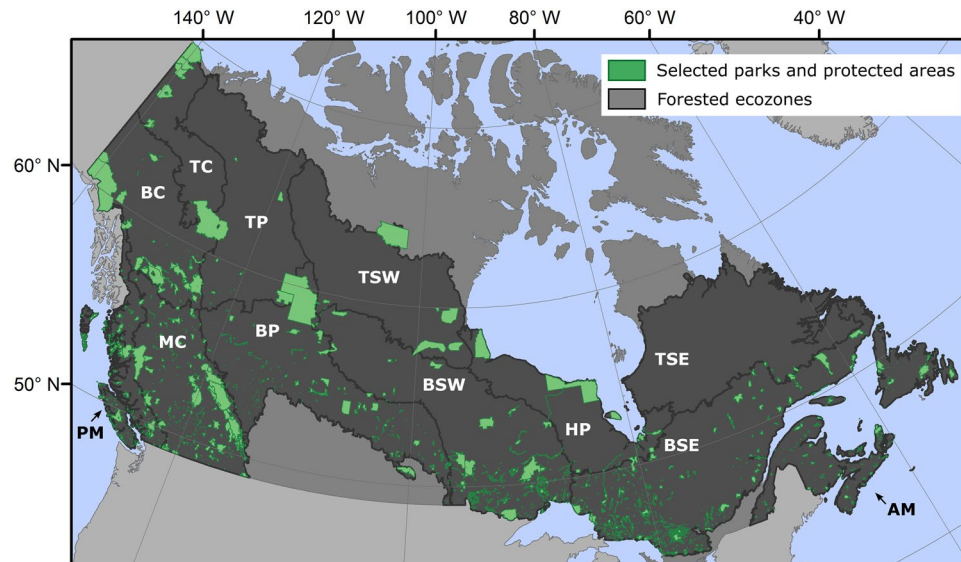 140° W 120° W 100° W 80° W 60° W 40° W
Selected parks and protected areas
Forested ecozones
60° N
50° N
TC
BC
TP
TSW
MC
BP
BSW
TSE
HP
BSE
PM
AM